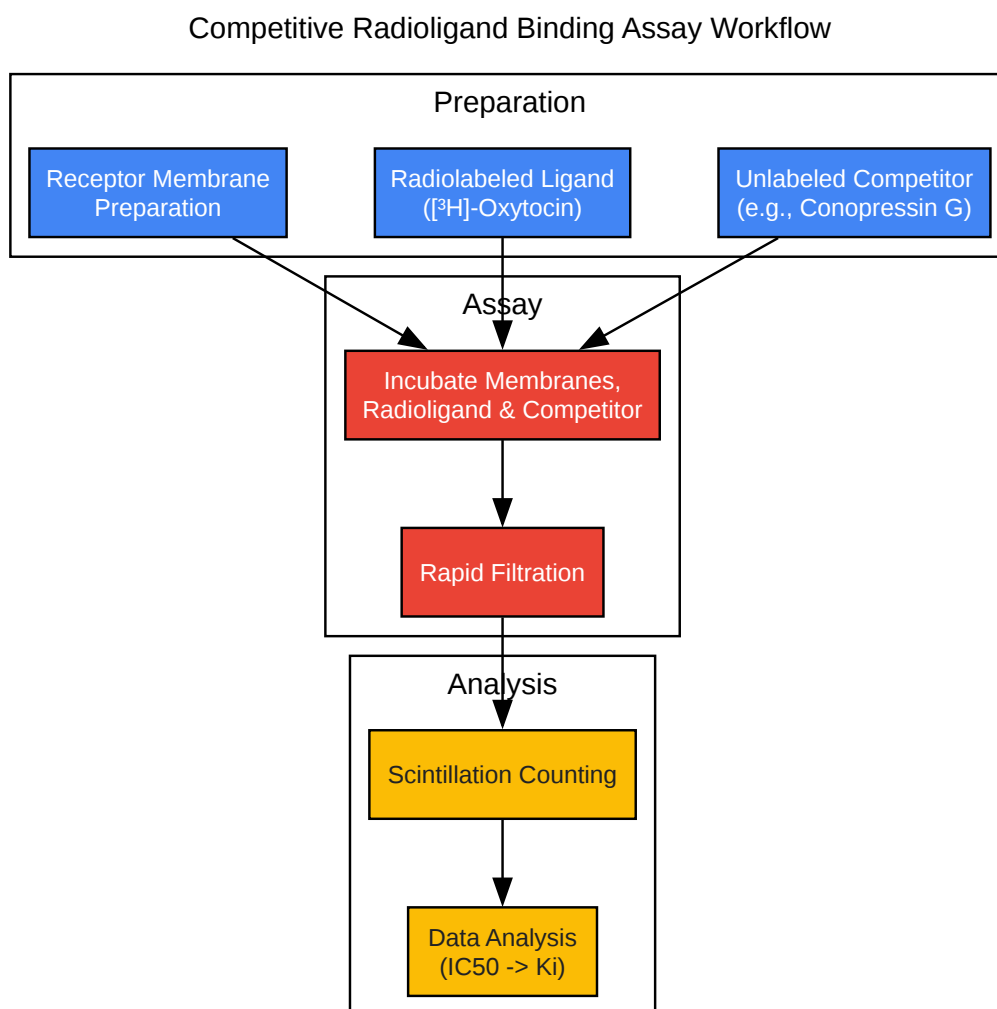 Competitive Radioligand Binding Assay Workflow
Preparation
Receptor Membrane
Preparation
Radiolabeled Ligand
([³H]-Oxytocin)
Unlabeled Competitor
(e.g., Conopressin G)
Assay
Incubate Membranes,
Radioligand & Competitor
Rapid Filtration
Analysis
Scintillation Counting
Data Analysis
(IC50 -> Ki)